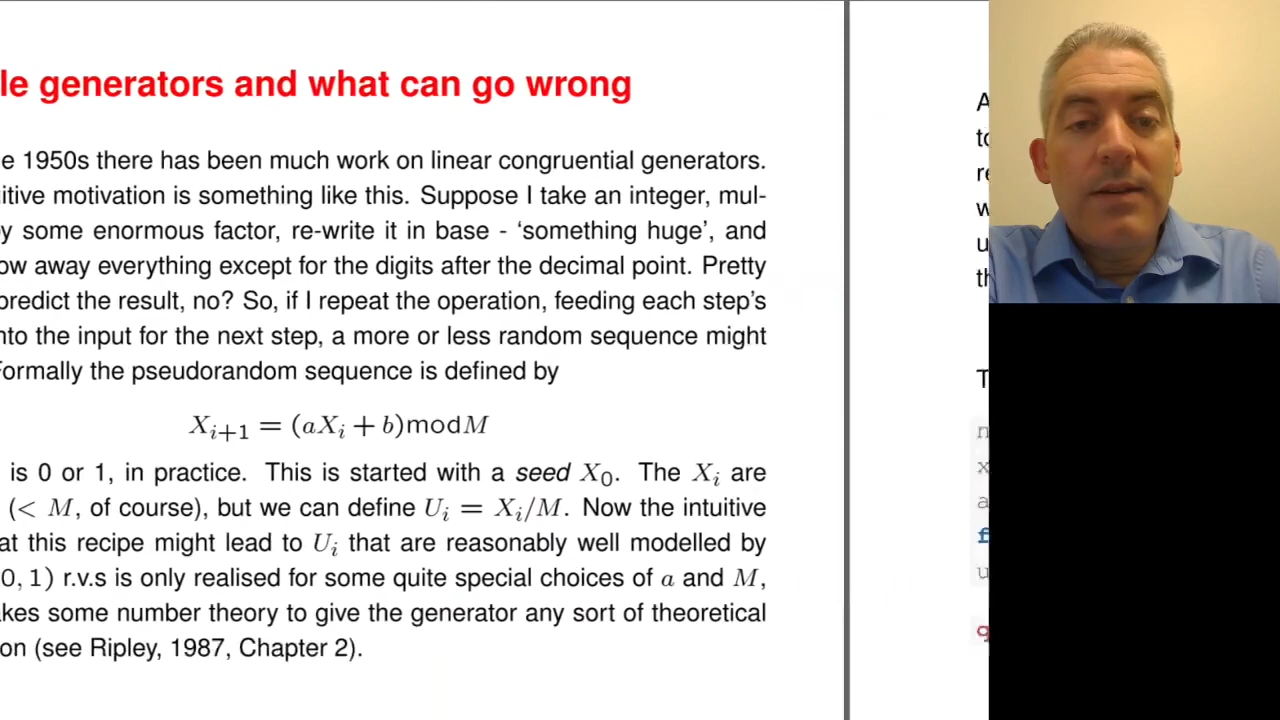 le generators and what can go wrong
e 1950s there has been much work on linear congruential generators.
itive motivation is something like this. Suppose I take an integer, mul-
y some enormous factor, re-write it in base - ‘something huge’, and
ow away everything except for the digits after the decimal point. Pretty
predict the result, no? So, if I repeat the operation, feeding each step’s
nto the input for the next step, a more or less random sequence might
Formally the pseudorandom sequence is defined by
X_{i+1} = (aX_i + b)modM
is 0 or 1, in practice. This is started with a seed X_0. The X_i are
(< M, of course), but we can define U_i = X_i/M. Now the intuitive
at this recipe might lead to U_i that are reasonably well modelled by
0, 1) r.v.s is only realised for some quite special choices of a and M,
akes some number theory to give the generator any sort of theoretical
on (see Ripley, 1987, Chapter 2).
A
to
re
w
u
th
T
n
x
a
f
u
q